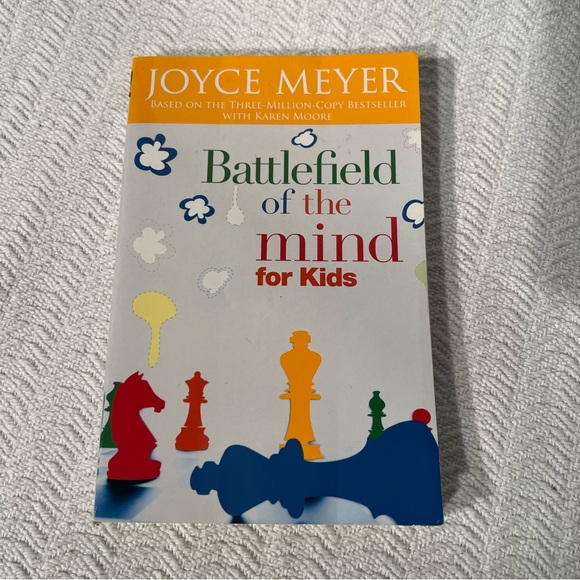 JOYCE MEYER
BASED ON THE THREE-MILLION-COPY BESTSELLER
WITH KAREN MOORE
Battlefield
of the
mind
for Kids